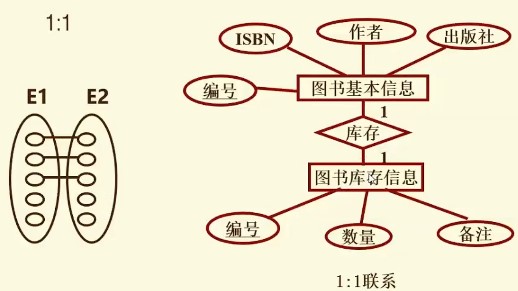 1:1
E1
E2
ISBN
作者
出版社
编号
图书基本信息
1
库存
1
图书库存信息
编号
数量
备注
1:1联系